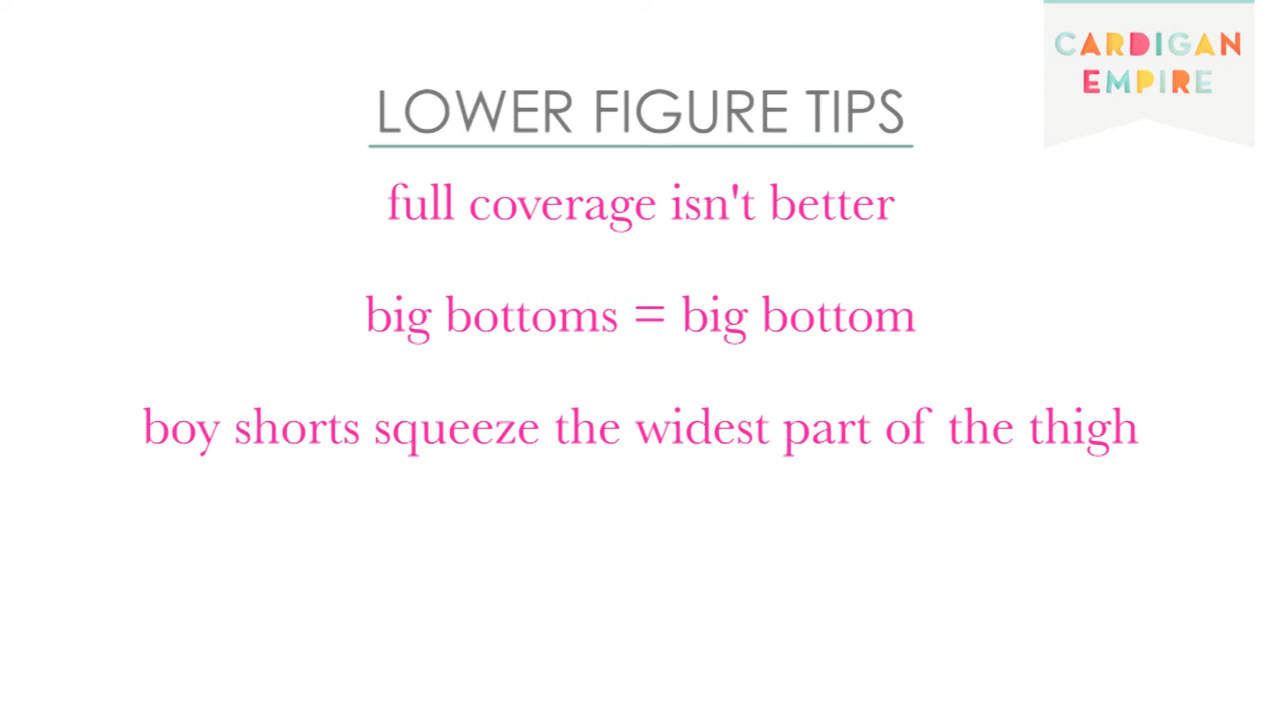 CARDIGAN
EMPIRE
LOWER FIGURE TIPS
full coverage isn't better
big bottoms = big bottom
boy shorts squeeze the widest part of the thigh